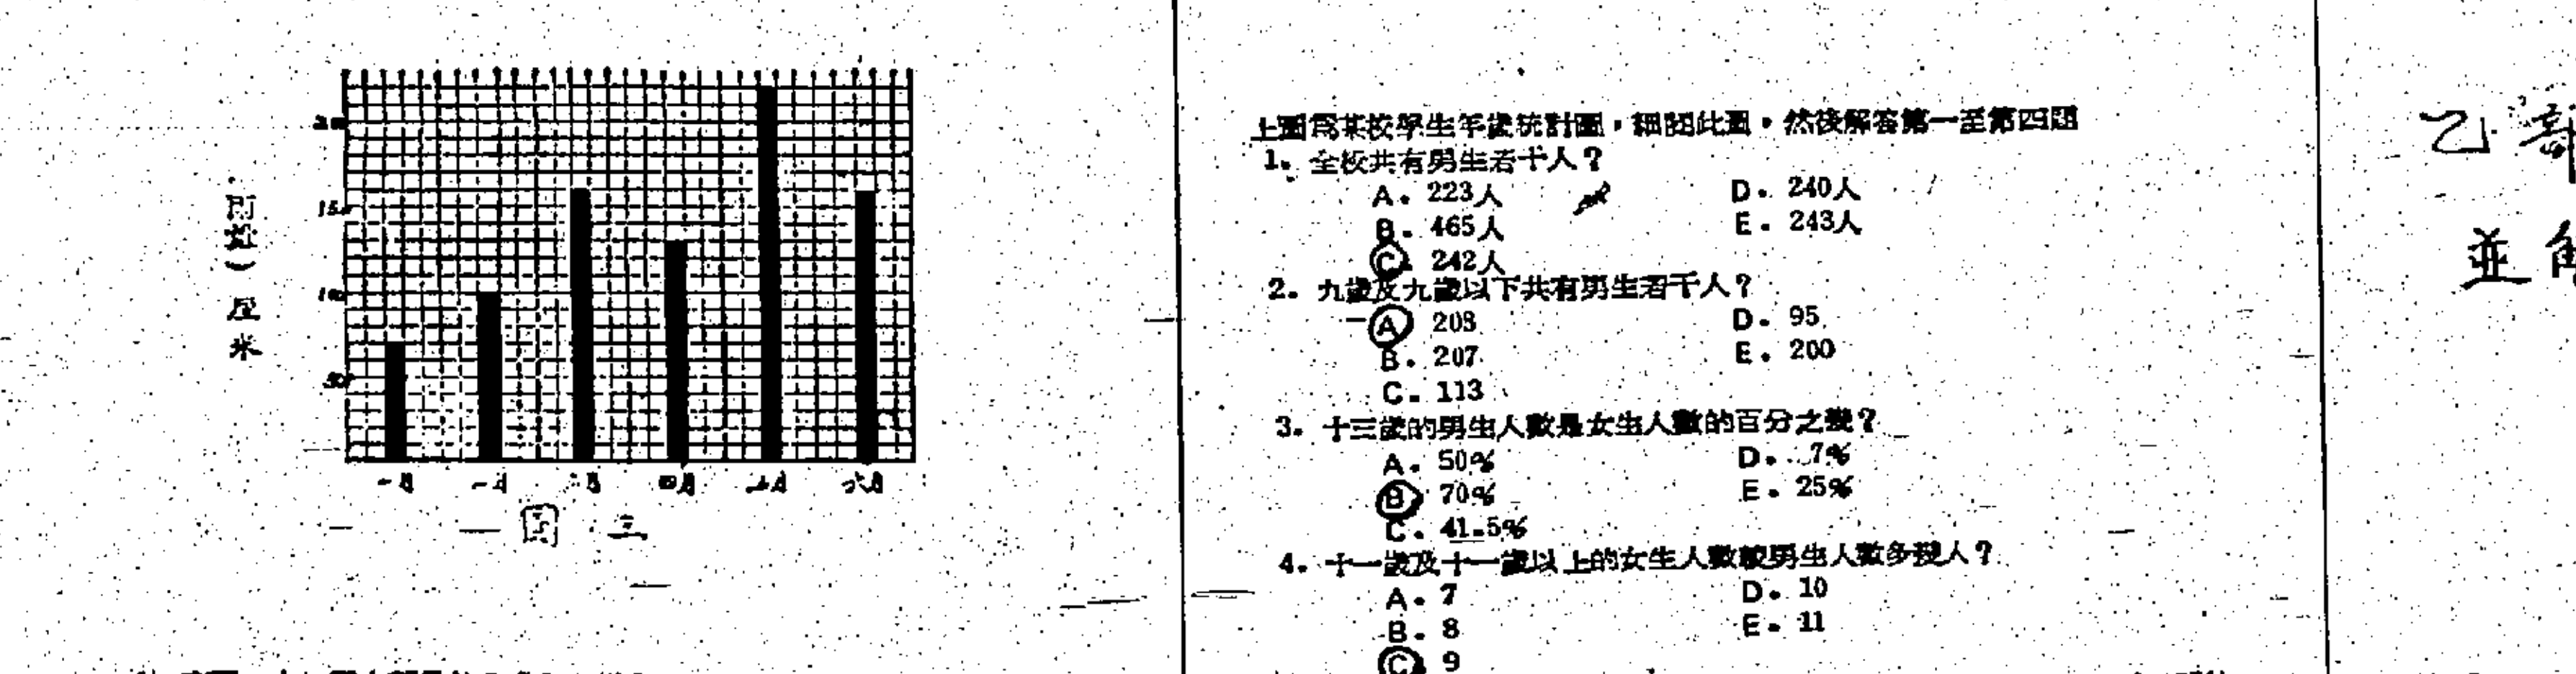 雨量）
厘
米
15
10
四月
六月
圖
上圖爲某校學生年歲統計圖，細閱此圖，然後解答第一至第四題
1. 全校共有男生若干人？
A. 223人 D. 240人
B. 465人 E. 243人
C. 242人
2. 九歲及九歲以下共有男生若干人？
A 208 D. 95
B. 207 E. 200
C. 113
3. 十三歲的男生人數是女生人數的百分之幾？
A. 50% D. 7%
B 70% E. 25%
C. 41.5%
4. 十一歲及十一歲以上的女生人數較男生人數多幾人？
A. 7 D. 10
B. 8 E. 11
C 9
乙部
並